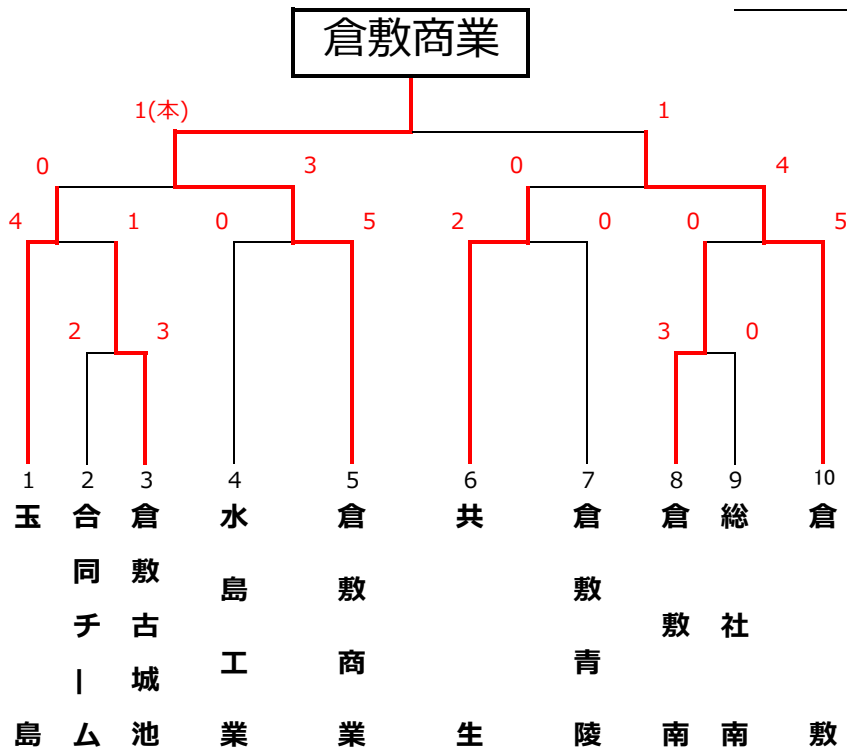 倉敷商業
1(本) 1
0 3 0 4
4 1 0 5 2 0 0 5
2 3 3 0
1 2 3 4 5 6 7 8 9 10
玉島
合同チーム
倉敷古城池
水島工業
倉敷商業
共生
倉敷青陵
倉敷南
総社南
倉敷